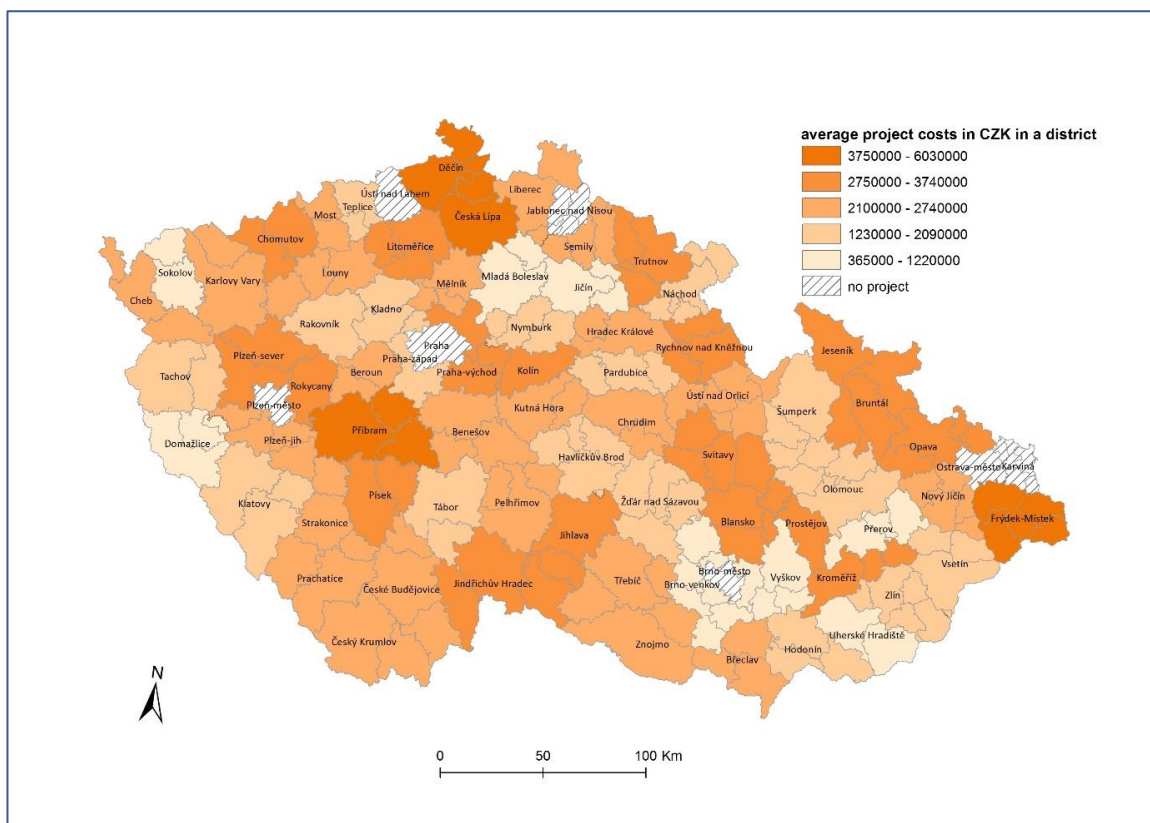 average project costs in CZK in a district
3750000 - 6030000
2750000 - 3740000
2100000 - 2740000
1230000 - 2090000
365000 - 1220000
no project
Děčín
Ústí nad Labem
Liberec
Teplice
Most
Česká Lípa
Jablonec nad Nisou
Chomutov
Litoměřice
Semily
Trutnov
Sokolov
Karlovy Vary
Louny
Mělník
Mladá Boleslav
Jičín
Náchod
Cheb
Kladno
Rakovník
Nymburk
Hradec Králové
Praha
Rychnov nad Kněžnou
Jeseník
Plzeň-sever
Praha-západ
Praha-východ
Kolín
Pardubice
Tachov
Rokycany
Beroun
Bruntál
Plzeň-město
Kutná Hora
Ústí nad Orlicí
Šumperk
Příbram
Benešov
Chrudim
Domažlice
Plzeň-jih
Opava
Svitavy
Havlíčkův Brod
Ostrava-město
Karviná
Olomouc
Nový Jičín
Písek
Klatovy
Tábor
Pelhřimov
Žďár nad Sázavou
Frýdek-Místek
Strakonice
Blansko
Prostějov
Přerov
Jihlava
Vsetín
Prachatice
Jindřichův Hradec
Třebíč
Brno-město
Brno-venkov
Vyškov
Kroměříž
České Budějovice
Zlín
Český Krumlov
Uherské Hradiště
Znojmo
Hodonín
Břeclav
N
0
50
100 Km